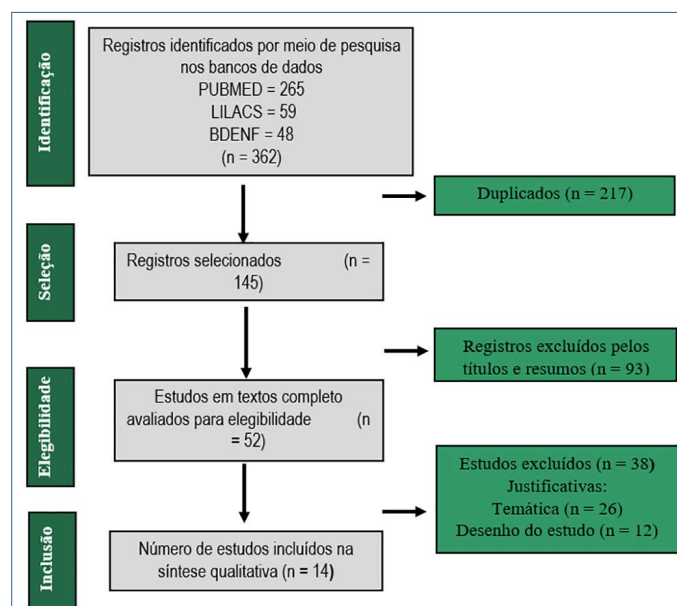 Identificação
Registros identificados por meio de pesquisa
nos bancos de dados
PUBMED = 265
LILACS = 59
BDENF = 48
(n = 362)
Duplicados (n = 217)
Seleção
Registros selecionados (n =
145)
Registros excluídos pelos
títulos e resumos (n = 93)
Elegibilidade
Estudos em textos completo
avaliados para elegibilidade (n
= 52)
Estudos excluídos (n = 38)
Justificativas:
Temática (n = 26)
Desenho do estudo (n = 12)
Inclusão
Número de estudos incluídos na
síntese qualitativa (n = 14)